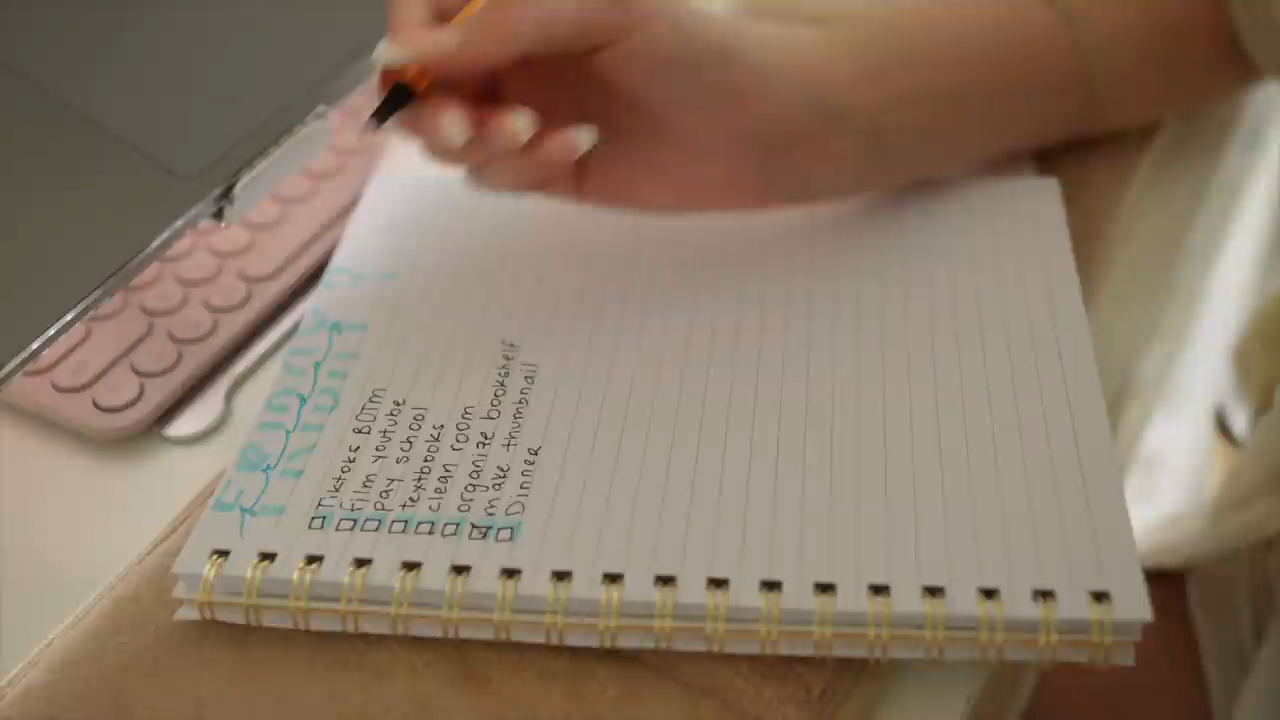 FRIDAY
☐ Tiktoks BOTM
☐ film youtube
☐ pay school
☐ textbooks
☐ clean room
☐ organize bookshelf
☑ make thumbnail
☐ Dinner